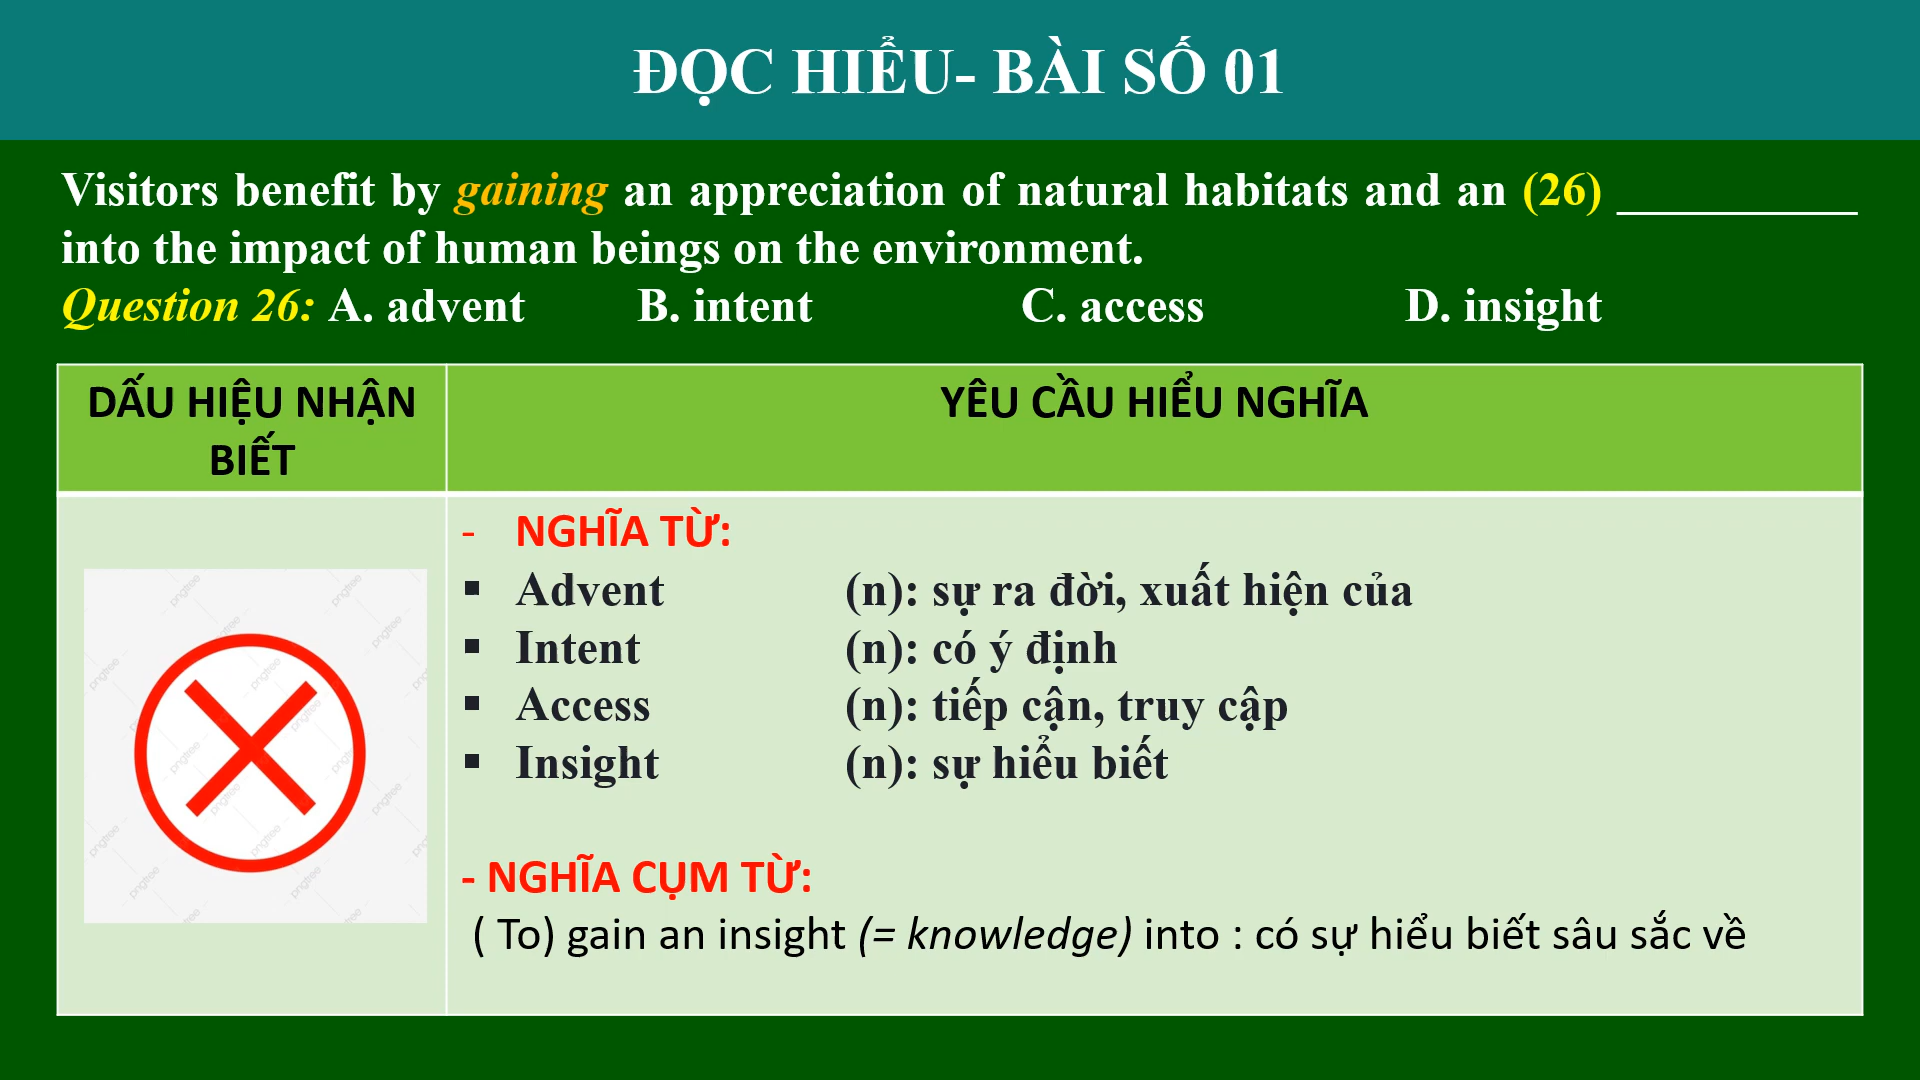 ĐỌC HIỂU- BÀI SỐ 01
Visitors benefit by gaining an appreciation of natural habitats and an (26) __________
into the impact of human beings on the environment.
Question 26: A. advent B. intent C. access D. insight
DẤU HIỆU NHẬN
BIẾT
YÊU CẦU HIỂU NGHĨA
- NGHĨA TỪ:
▪ Advent (n): sự ra đời, xuất hiện của
▪ Intent (n): có ý định
▪ Access (n): tiếp cận, truy cập
▪ Insight (n): sự hiểu biết
- NGHĨA CỤM TỪ:
( To) gain an insight (= knowledge) into : có sự hiểu biết sâu sắc về
pngtree